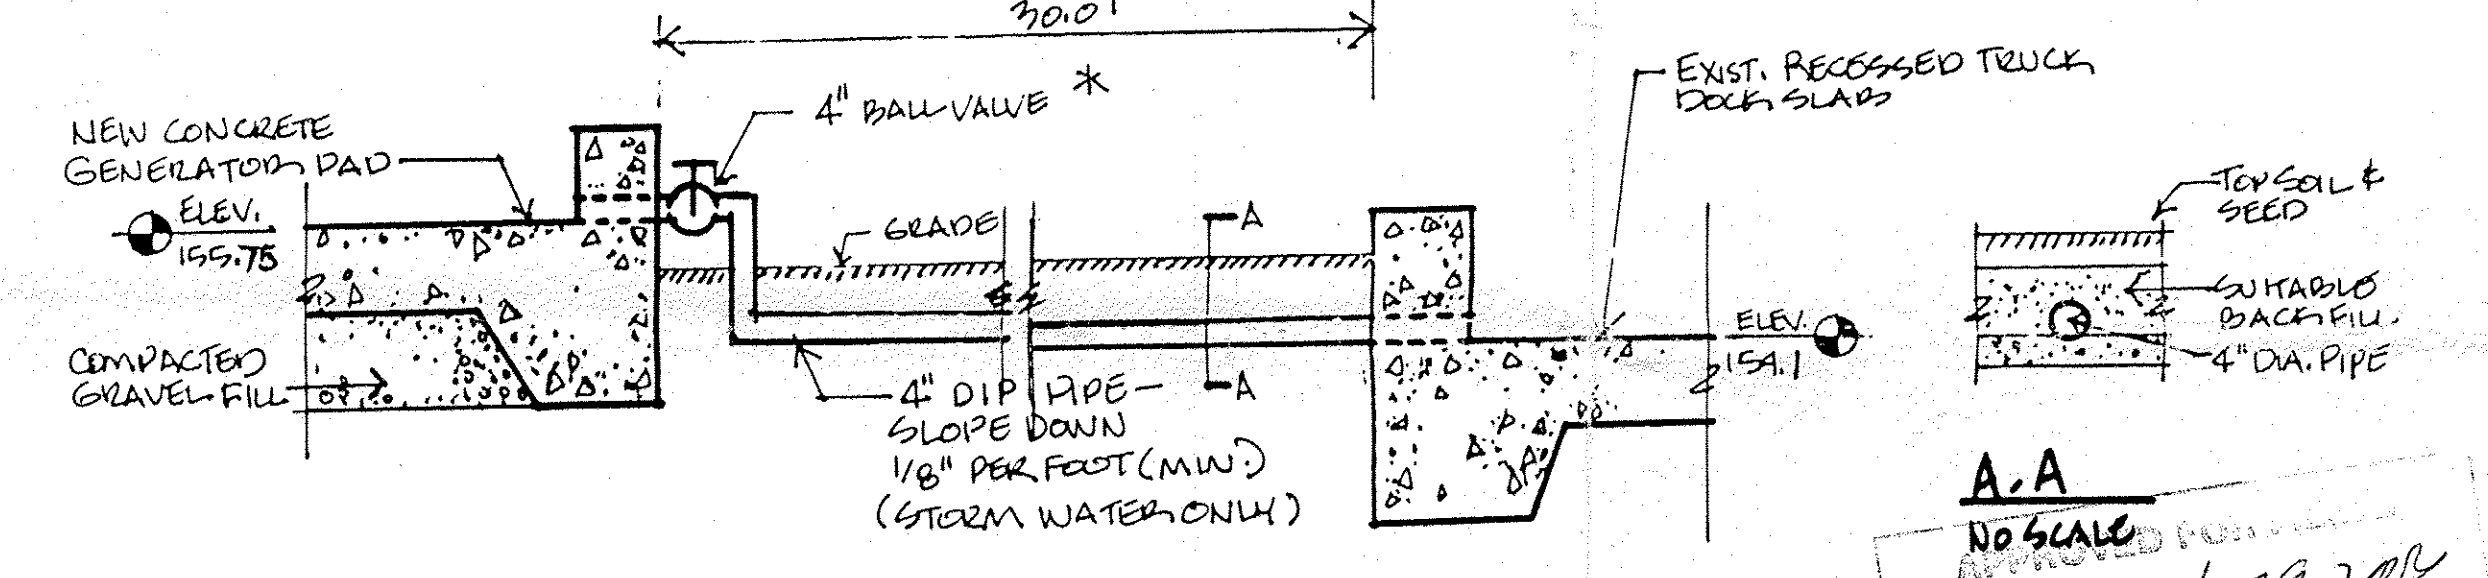 30.0'
4" BALL VALVE *
EXIST. RECESSED TRUCK
DOCK SLAB
NEW CONCRETE
GENERATOR PAD
ELEV.
155.75
GRADE
A
A
TOPSOIL &
SEED
SUITABLE
BACKFILL.
4" DIA. PIPE
ELEV.
154.1
COMPACTED
GRAVEL FILL
4" DIP PIPE -
SLOPE DOWN
1/8" PER FOOT (MIN.)
(STORM WATER ONLY)
A.A
NO SCALE
APPROVED FOR